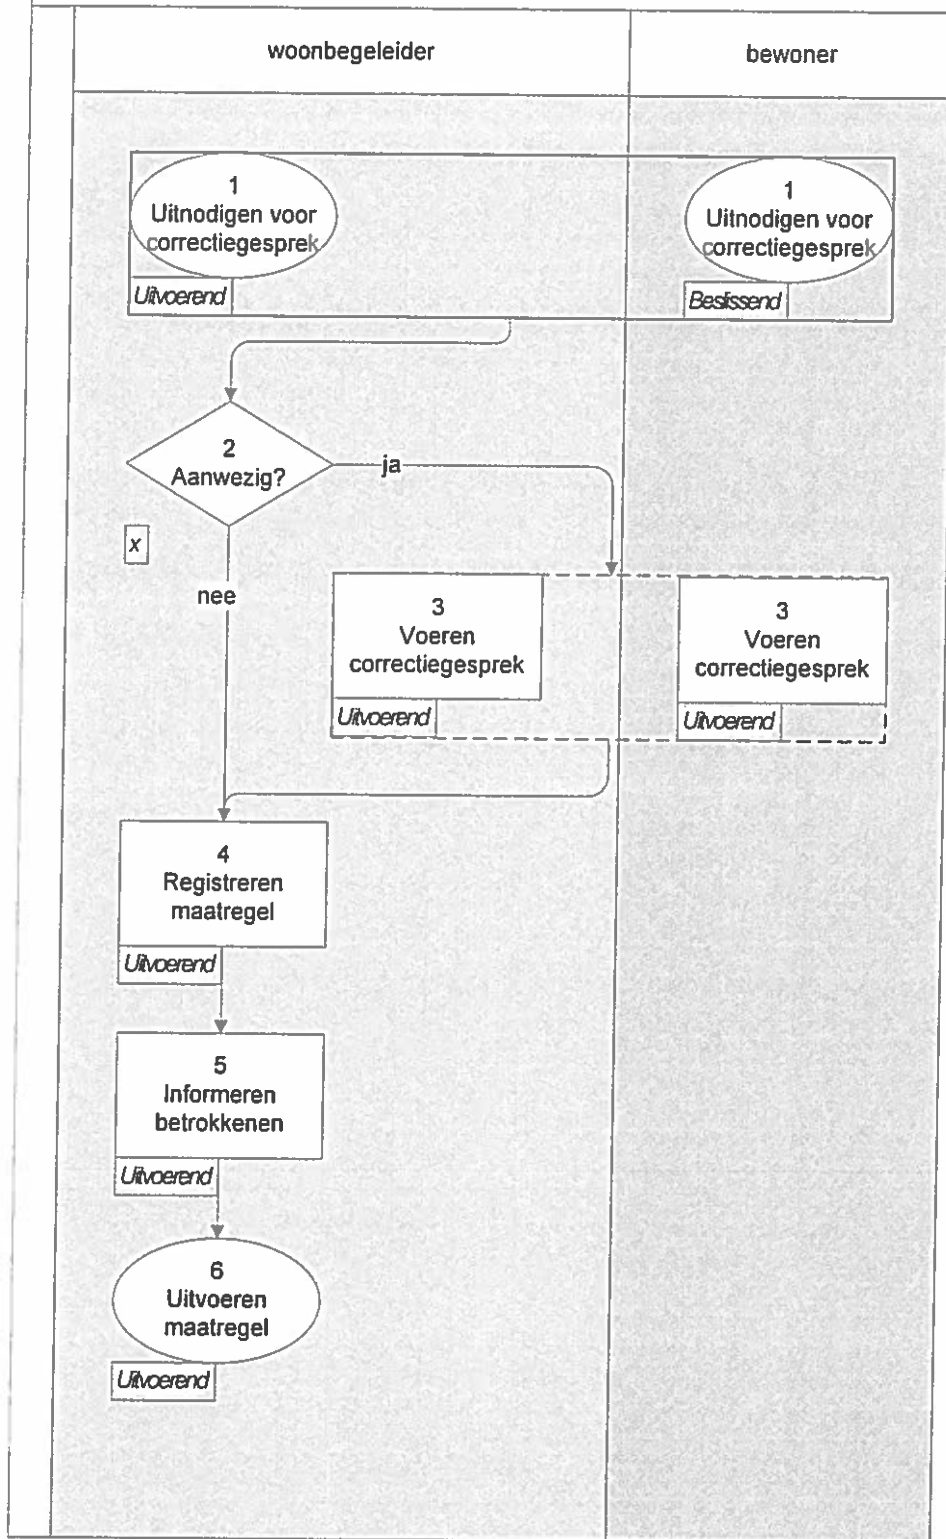 woonbegeleider
bewoner
1
Uitnodigen voor
correctiegesprek
Uitvoerend
1
Uitnodigen voor
correctiegesprek
Beslissend
2
Aanwezig?
ja
x
nee
3
Voeren
correctiegesprek
Uitvoerend
3
Voeren
correctiegesprek
Uitvoerend
4
Registreren
maatregel
Uitvoerend
5
Informeren
betrokkenen
Uitvoerend
6
Uitvoeren
maatregel
Uitvoerend